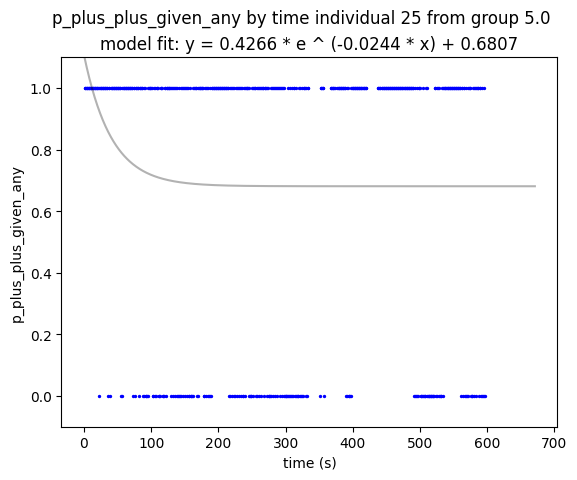 p_plus_plus_given_any by time individual 25 from group 5.0
model fit: y = 0.4266 * e ^ (-0.0244 * x) + 0.6807
p_plus_plus_given_any
1.0
0.8
0.6
0.4
0.2
0.0
0 100 200 300 400 500 600 700
time (s)